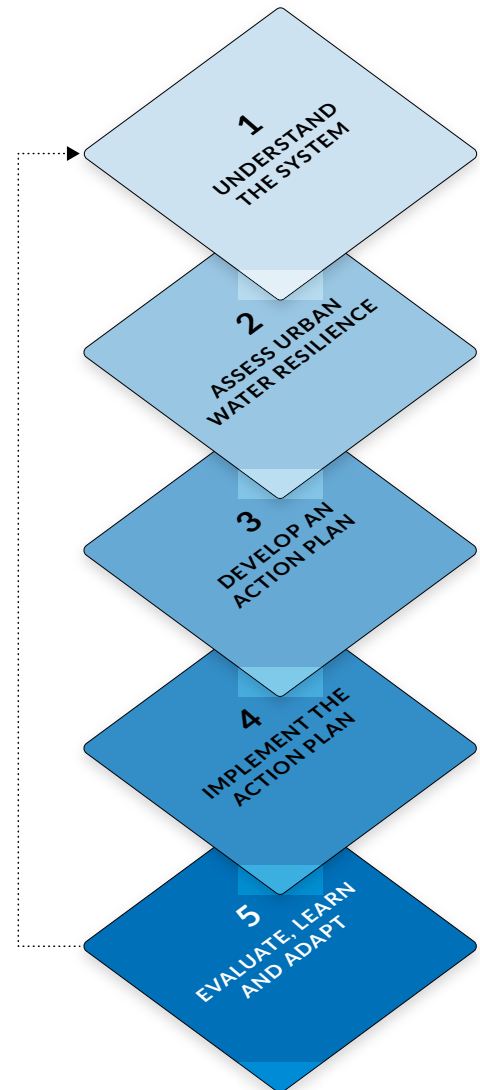 1
UNDERSTAND
THE SYSTEM
2
ASSESS URBAN
WATER RESILIENCE
3
DEVELOP AN
ACTION PLAN
4
IMPLEMENT THE
ACTION PLAN
5
EVALUATE, LEARN
AND ADAPT